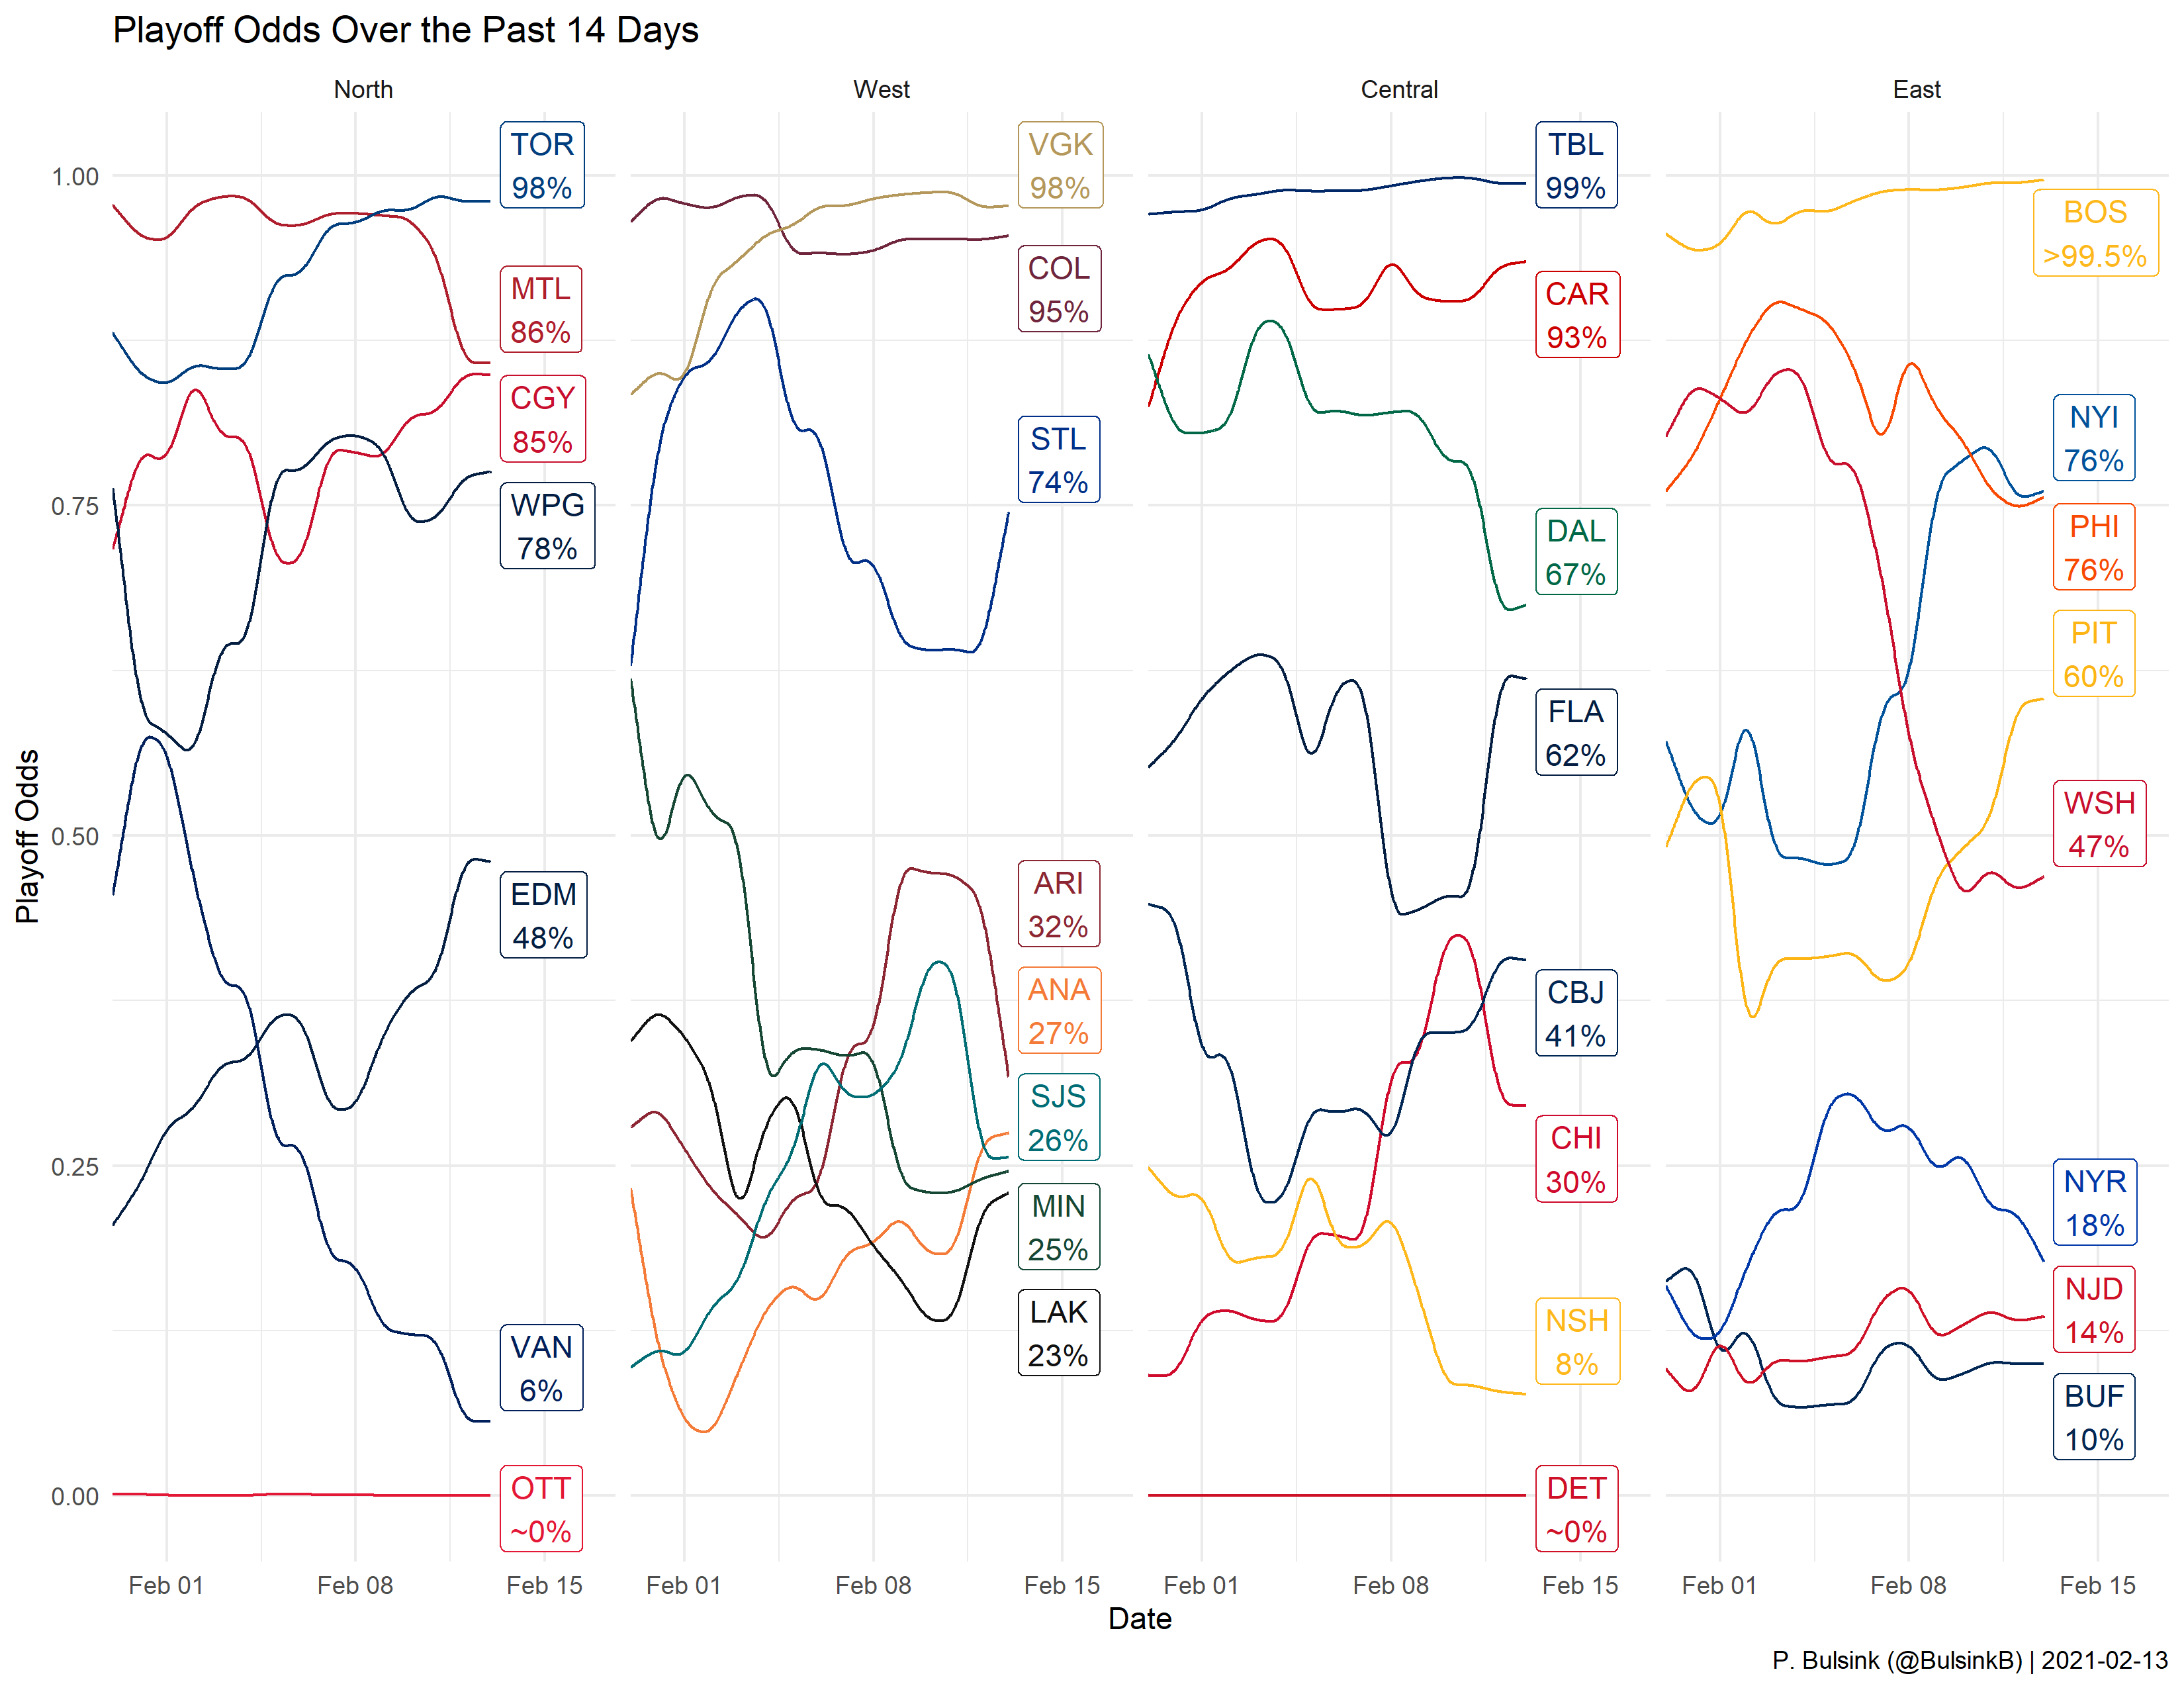 Playoff Odds Over the Past 14 Days
North
West
Central
East
Playoff Odds
1.00
0.75
0.50
0.25
0.00
TOR
98%
MTL
86%
CGY
85%
WPG
78%
EDM
48%
VAN
6%
OTT
~0%
VGK
98%
COL
95%
STL
74%
ARI
32%
ANA
27%
SJS
26%
MIN
25%
LAK
23%
TBL
99%
CAR
93%
DAL
67%
FLA
62%
CBJ
41%
CHI
30%
NSH
8%
DET
~0%
BOS
>99.5%
NYI
76%
PHI
76%
PIT
60%
WSH
47%
NYR
18%
NJD
14%
BUF
10%
Feb 01
Feb 08
Feb 15
Feb 01
Feb 08
Feb 15
Feb 01
Feb 08
Feb 15
Feb 01
Feb 08
Feb 15
Date
P. Bulsink (@BulsinkB) | 2021-02-13